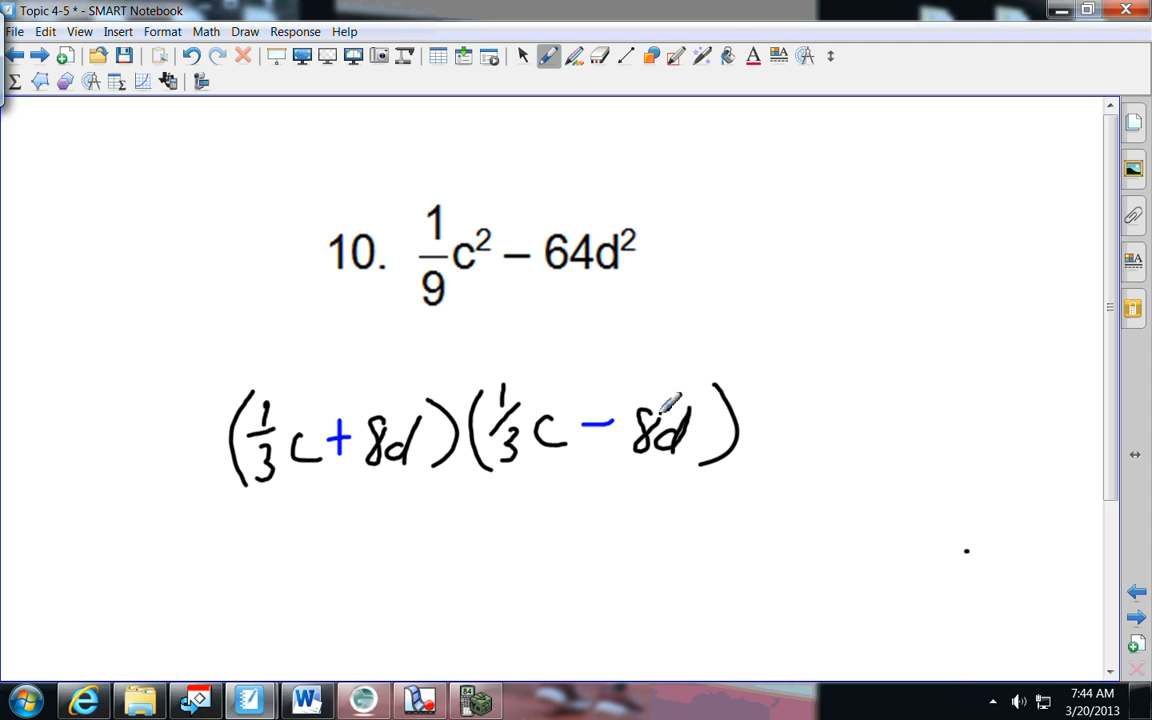 Topic 4-5 * - SMART Notebook
File Edit View Insert Format Math Draw Response Help
10. 1/9 c² – 64d²
(1/3 c + 8d)(1/3 c - 8d)
7:44 AM
3/20/2013